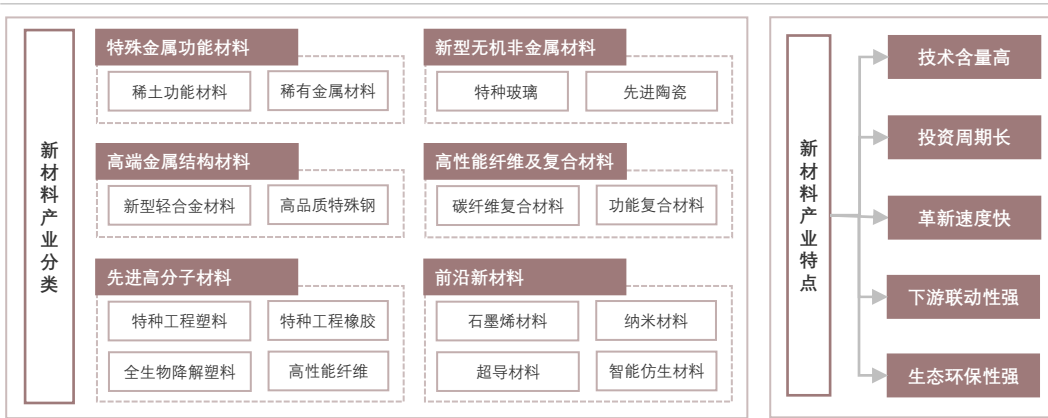 新材料产业分类
特殊金属功能材料
稀土功能材料
稀有金属材料
新型无机非金属材料
特种玻璃
先进陶瓷
高端金属结构材料
新型轻合金材料
高品质特殊钢
高性能纤维及复合材料
碳纤维复合材料
功能复合材料
先进高分子材料
特种工程塑料
特种工程橡胶
全生物降解塑料
高性能纤维
前沿新材料
石墨烯材料
纳米材料
超导材料
智能仿生材料
新材料产业特点
技术含量高
投资周期长
革新速度快
下游联动性强
生态环保性强